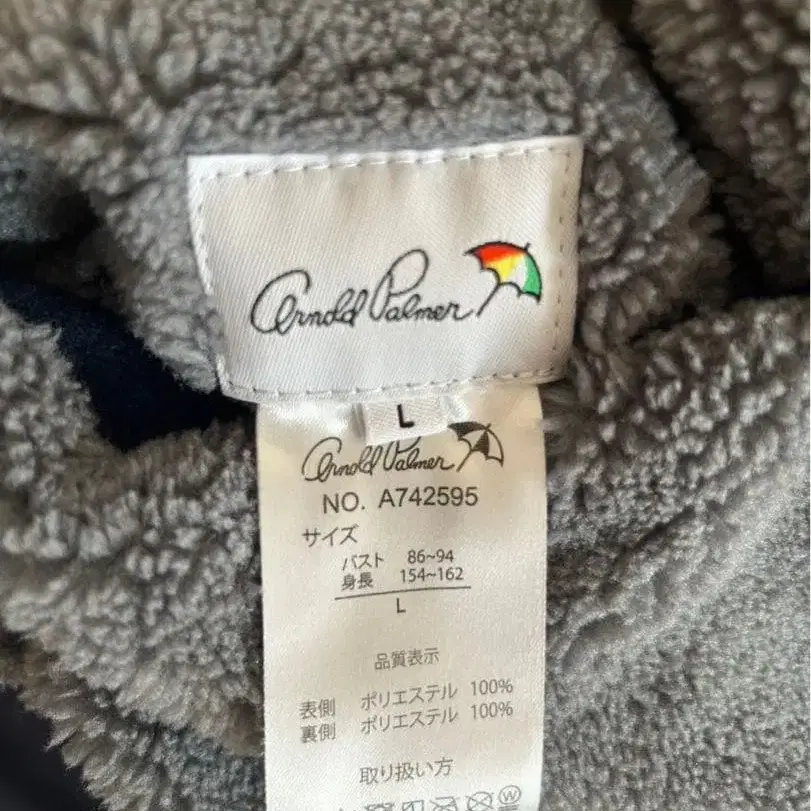 Arnold Palmer
L
Arnold Palmer
NO. A742595
サイズ
バスト 86~94
身長 154~162
L
品質表示
表側 ポリエステル 100%
裏側 ポリエステル 100%
取り扱い方
W